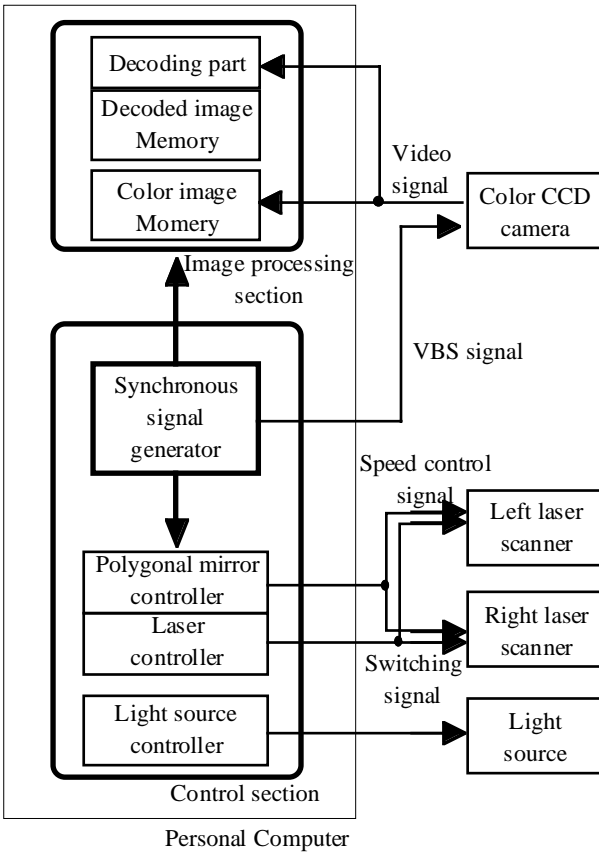 Decoding part
Decoded image
Memory
Color image
Momery
Image processing
section
Video
signal
Color CCD
camera
VBS signal
Synchronous
signal
generator
Speed control
signal
Left laser
scanner
Polygonal mirror
controller
Laser
controller
Right laser
scanner
Switching
signal
Light source
controller
Light
source
Control section
Personal Computer